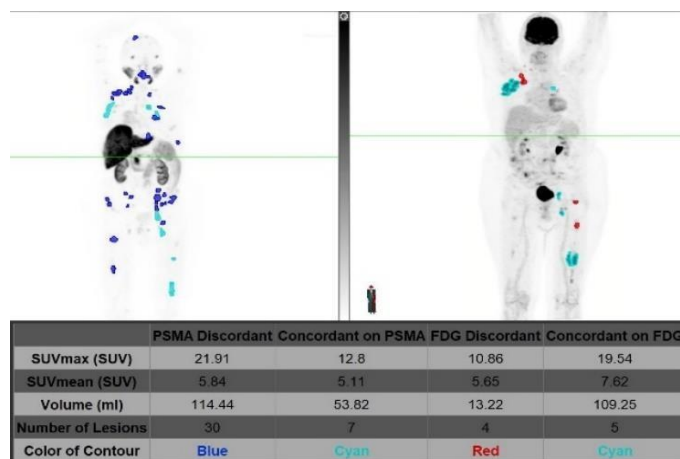 PSMA Discordant Concordant on PSMA FDG Discordant Concordant on FDG
SUVmax (SUV) 21.91 12.8 10.86 19.54
SUVmean (SUV) 5.84 5.11 5.65 7.62
Volume (ml) 114.44 53.82 13.22 109.25
Number of Lesions 30 7 4 5
Color of Contour Blue Cyan Red Cyan